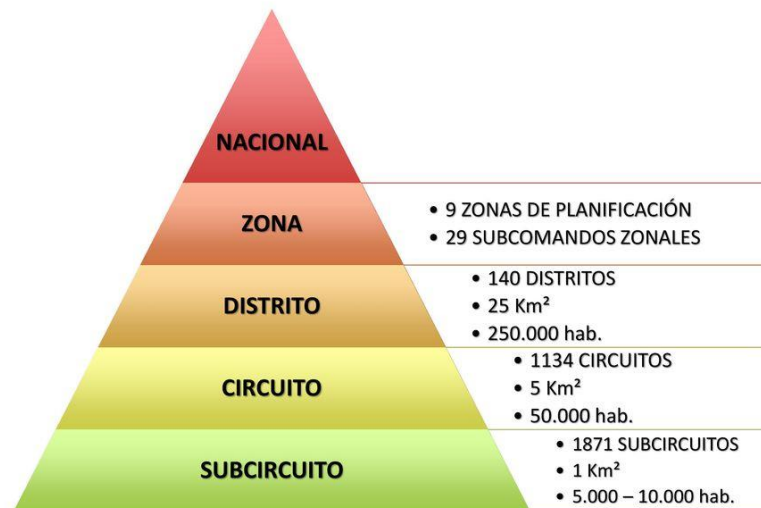 NACIONAL
ZONA
• 9 ZONAS DE PLANIFICACIÓN
• 29 SUBCOMANDOS ZONALES
DISTRITO
• 140 DISTRITOS
• 25 Km²
• 250.000 hab.
CIRCUITO
• 1134 CIRCUITOS
• 5 Km²
• 50.000 hab.
SUBCIRCUITO
• 1871 SUBCIRCUITOS
• 1 Km²
• 5.000 – 10.000 hab.